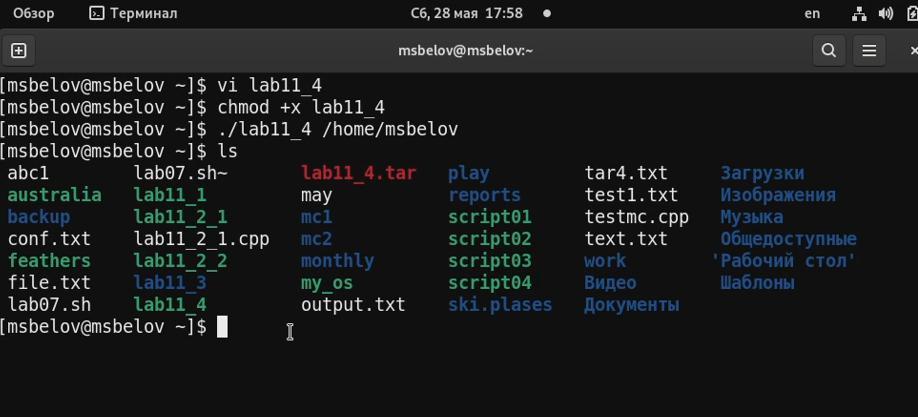 Обзор Терминал Сб, 28 мая 17:58 en
msbelov@msbelov:~
[msbelov@msbelov ~]$ vi lab11_4
[msbelov@msbelov ~]$ chmod +x lab11_4
[msbelov@msbelov ~]$ ./lab11_4 /home/msbelov
[msbelov@msbelov ~]$ ls
abc1 lab07.sh~ lab11_4.tar play tar4.txt Загрузки
australia lab11_1 may reports test1.txt Изображения
backup lab11_2_1 mc1 script01 testmc.cpp Музыка
conf.txt lab11_2_1.cpp mc2 script02 text.txt Общедоступные
feathers lab11_2_2 monthly script03 work 'Рабочий стол'
file.txt lab11_3 my_os script04 Видео Шаблоны
lab07.sh lab11_4 output.txt ski.plases Документы
[msbelov@msbelov ~]$